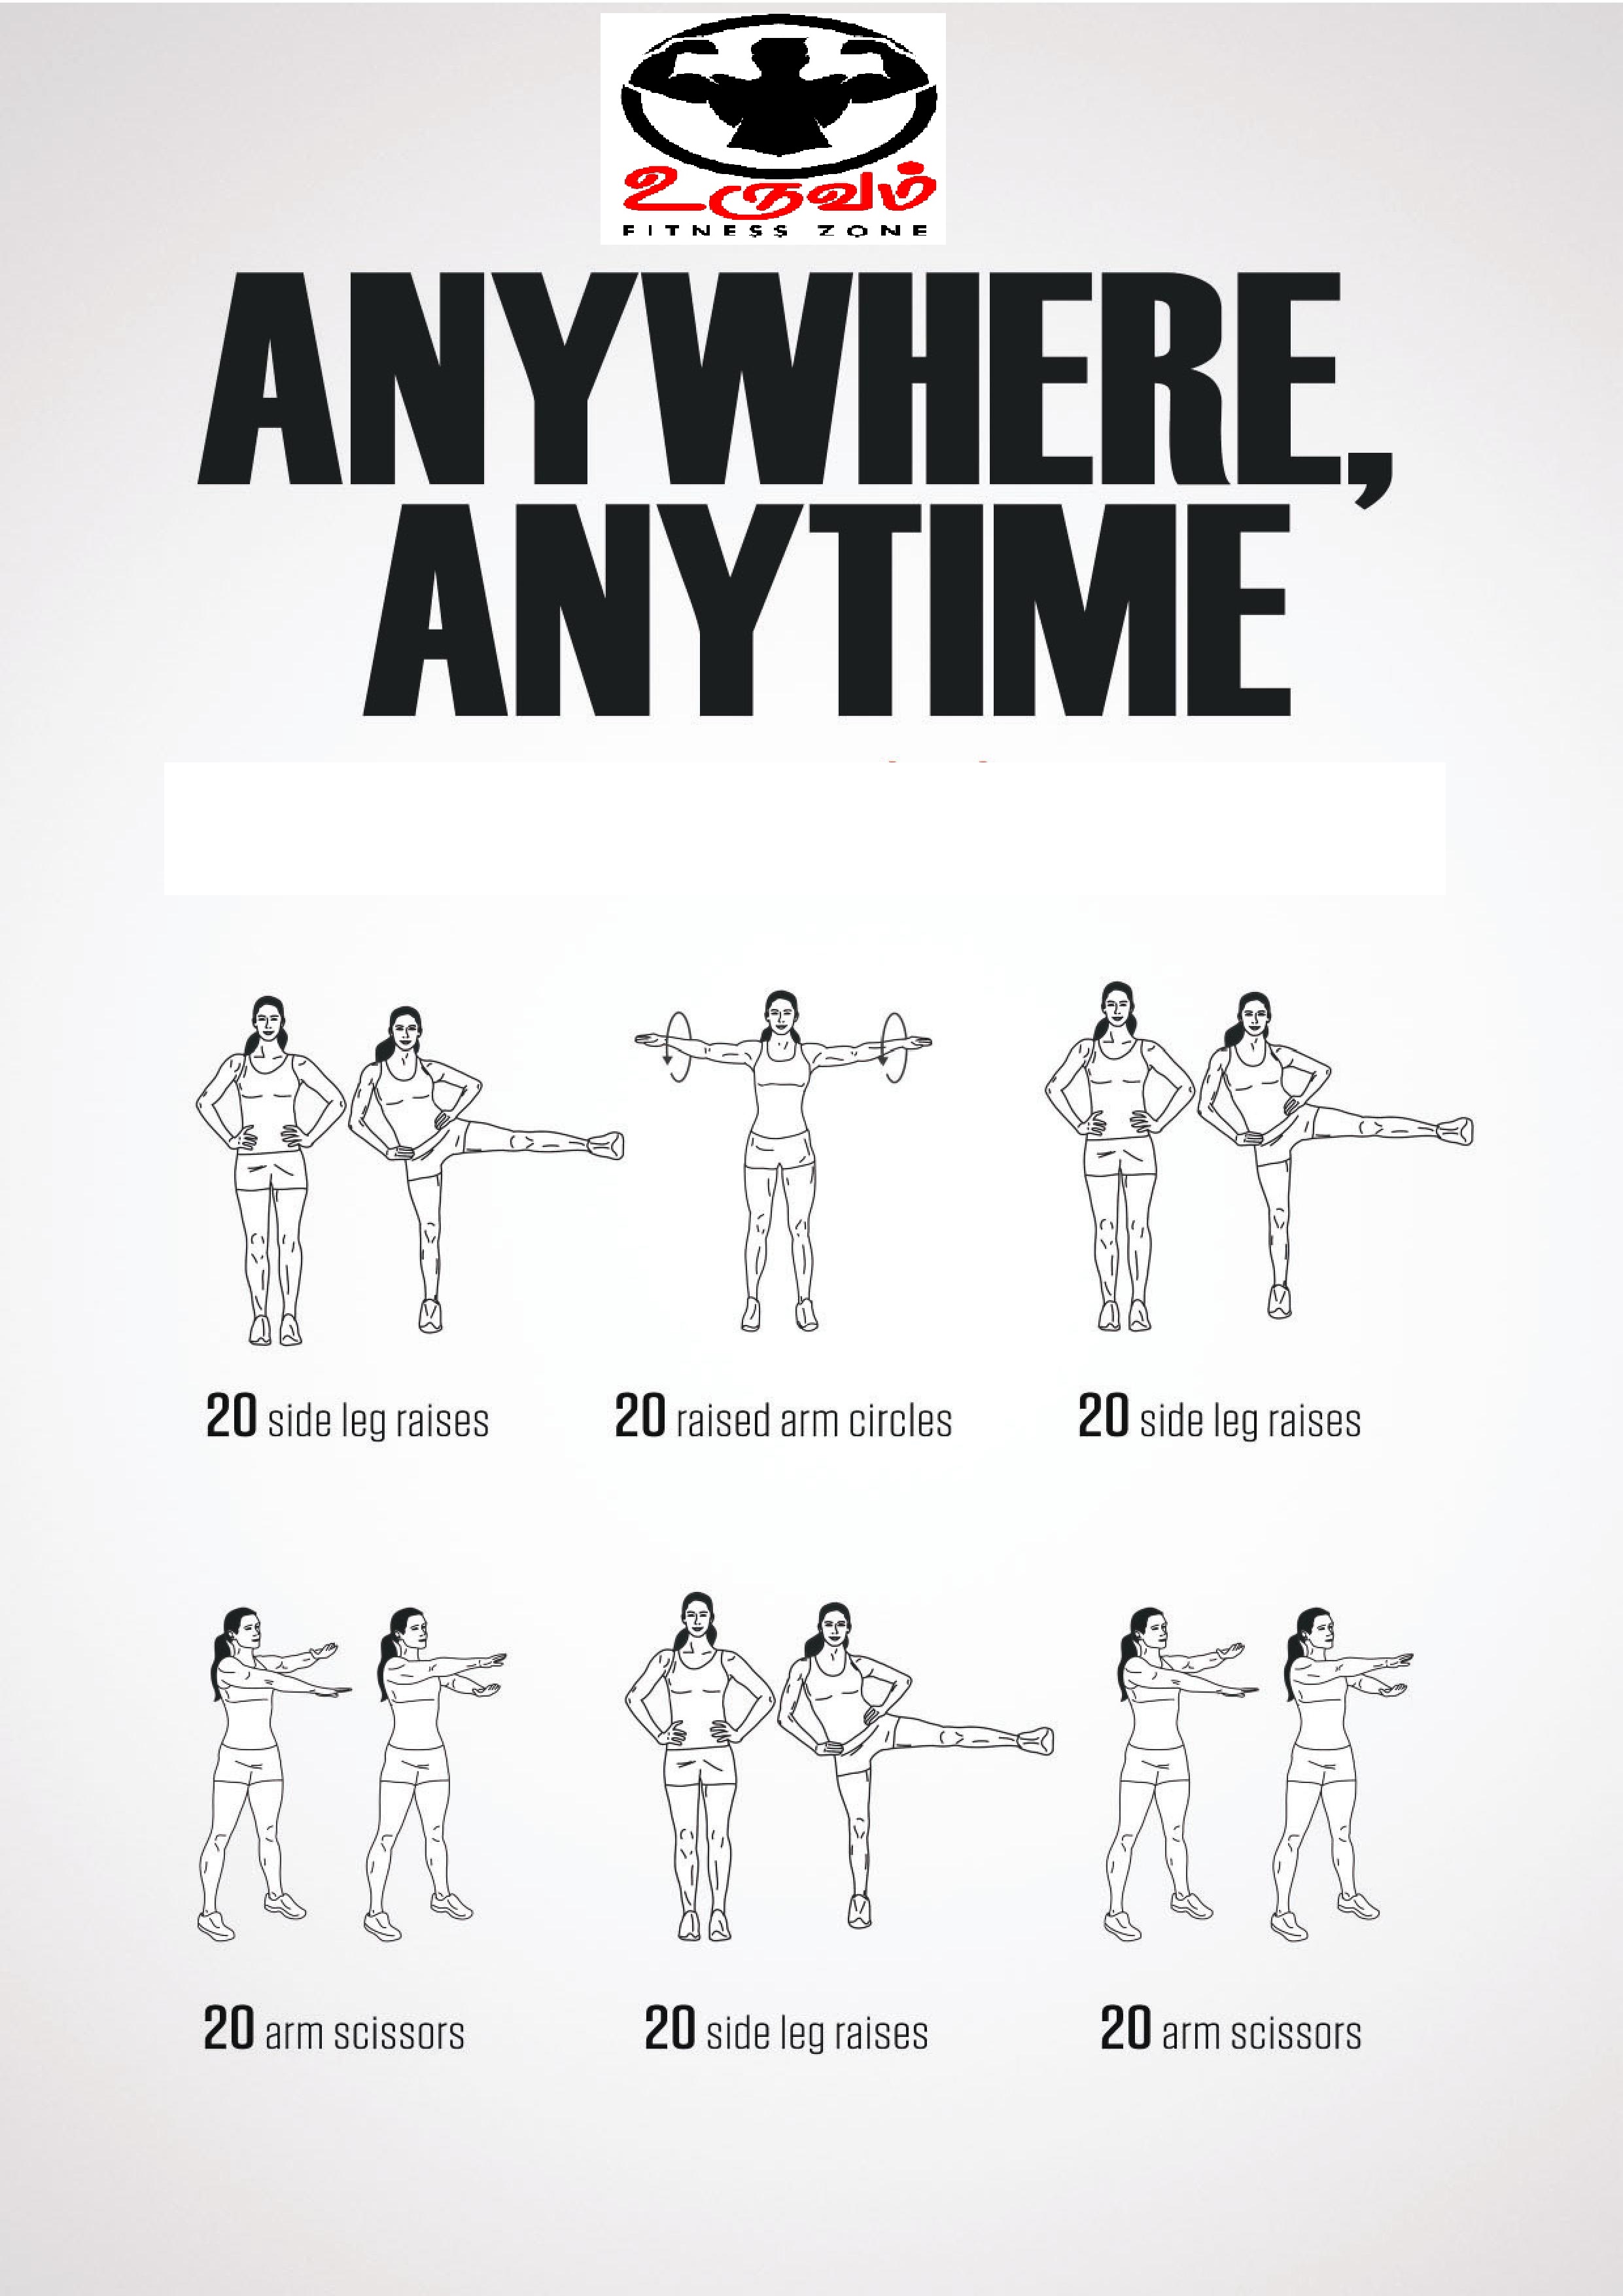 உருவம்
FITNESS ZONE
ANYWHERE,
ANYTIME
20 side leg raises
20 raised arm circles
20 side leg raises
20 arm scissors
20 side leg raises
20 arm scissors